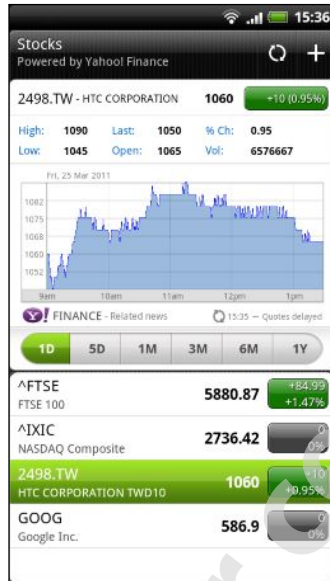 15:36
Stocks
Powered by Yahoo! Finance
2498.TW - HTC CORPORATION 1060 +10 (0.95%)
High: 1090 Last: 1050 % Ch: 0.95
Low: 1045 Open: 1065 Vol: 6576667
Fri, 25 Mar 2011
1082
1075
1068
1060
1052
9am 10am 11am 12pm 1pm
Y! FINANCE - Related news 15:35 – Quotes delayed
1D 5D 1M 3M 6M 1Y
^FTSE 5880.87 +84.99
FTSE 100 +1.47%
^IXIC 2736.42 0
NASDAQ Composite 0%
2498.TW 1060 +10
HTC CORPORATION TWD10 +0.95%
GOOG 586.9 0
Google Inc. 0%